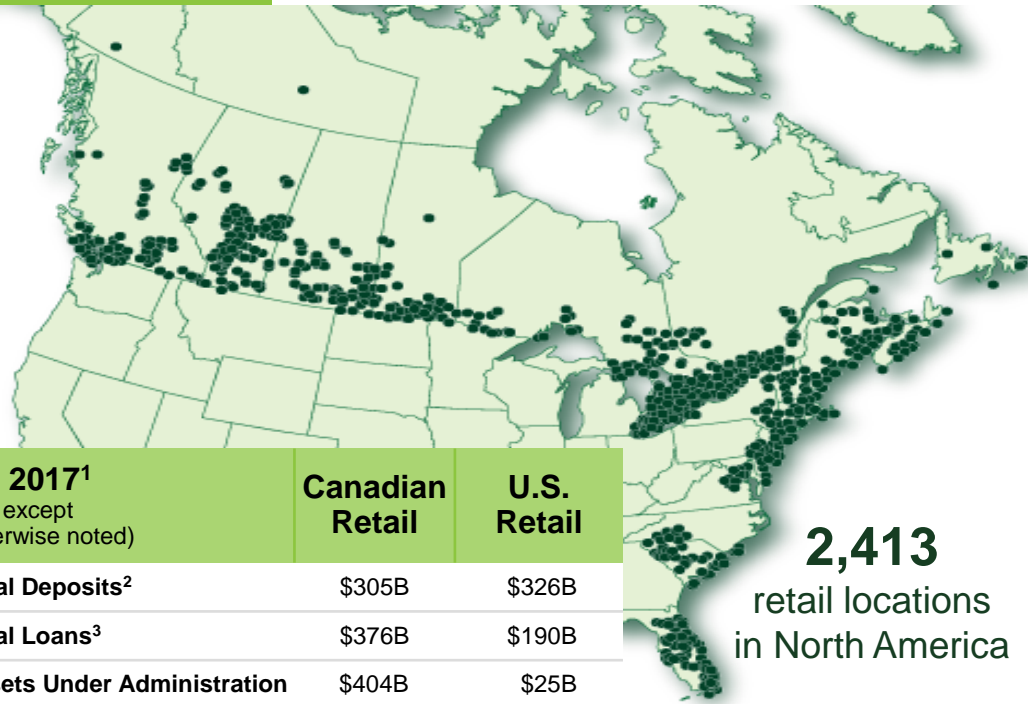 2017¹
Canadian Retail
U.S. Retail
except
erwise noted)
al Deposits² $305B $326B
al Loans³ $376B $190B
sets Under Administration $404B $25B
2,413
retail locations
in North America